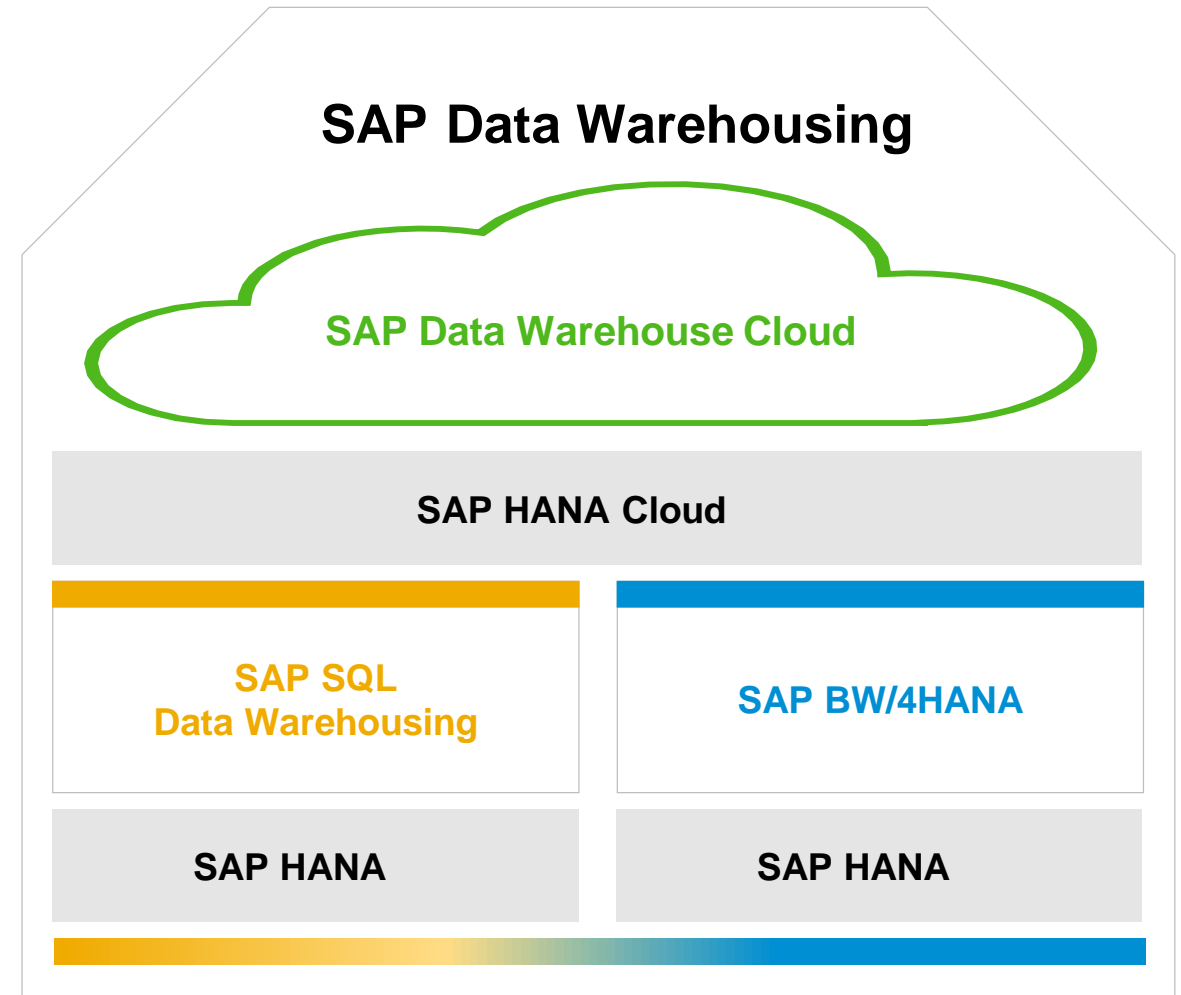 SAP Data Warehousing
SAP Data Warehouse Cloud
SAP HANA Cloud
SAP SQL
Data Warehousing
SAP BW/4HANA
SAP HANA
SAP HANA